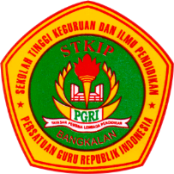 SEKOLAH TINGGI KEGURUAN DAN ILMU PENDIDIKAN
STKIP
PGRI
BANGKALAN
PERSATUAN GURU REPUBLIK INDONESIA